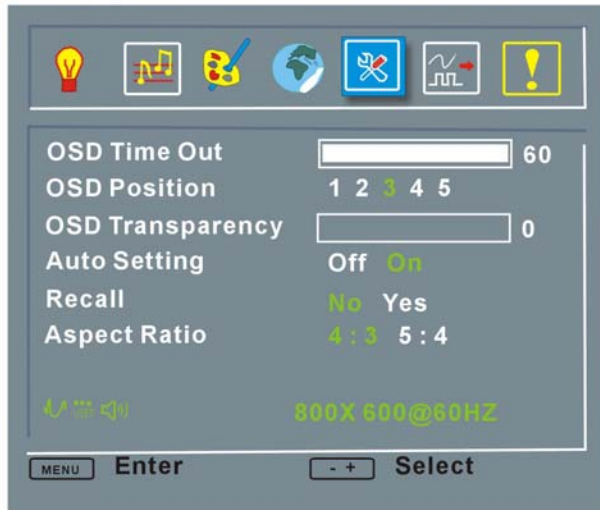 OSD Time Out 60
OSD Position 1 2 3 4 5
OSD Transparency 0
Auto Setting Off On
Recall No Yes
Aspect Ratio 4 : 3 5 : 4
800X 600@60HZ
MENU Enter - + Select